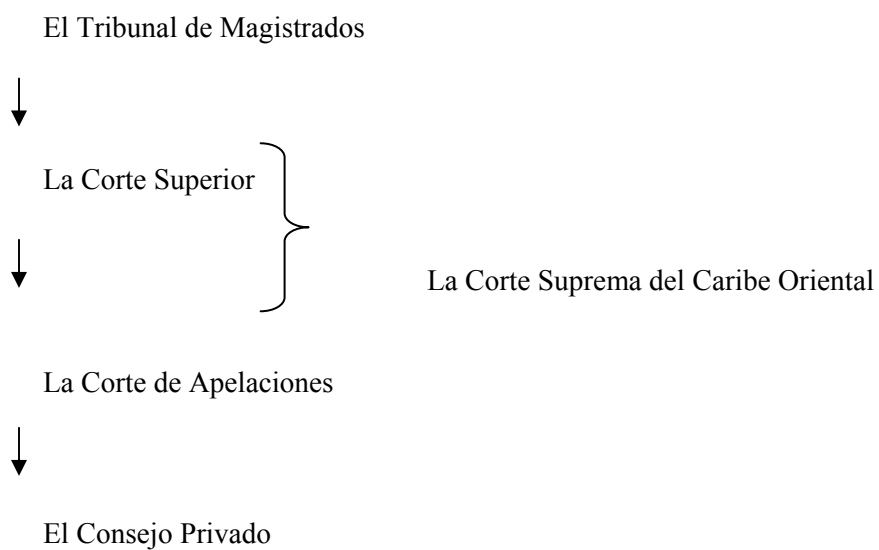 El Tribunal de Magistrados
La Corte Superior
La Corte Suprema del Caribe Oriental
La Corte de Apelaciones
El Consejo Privado